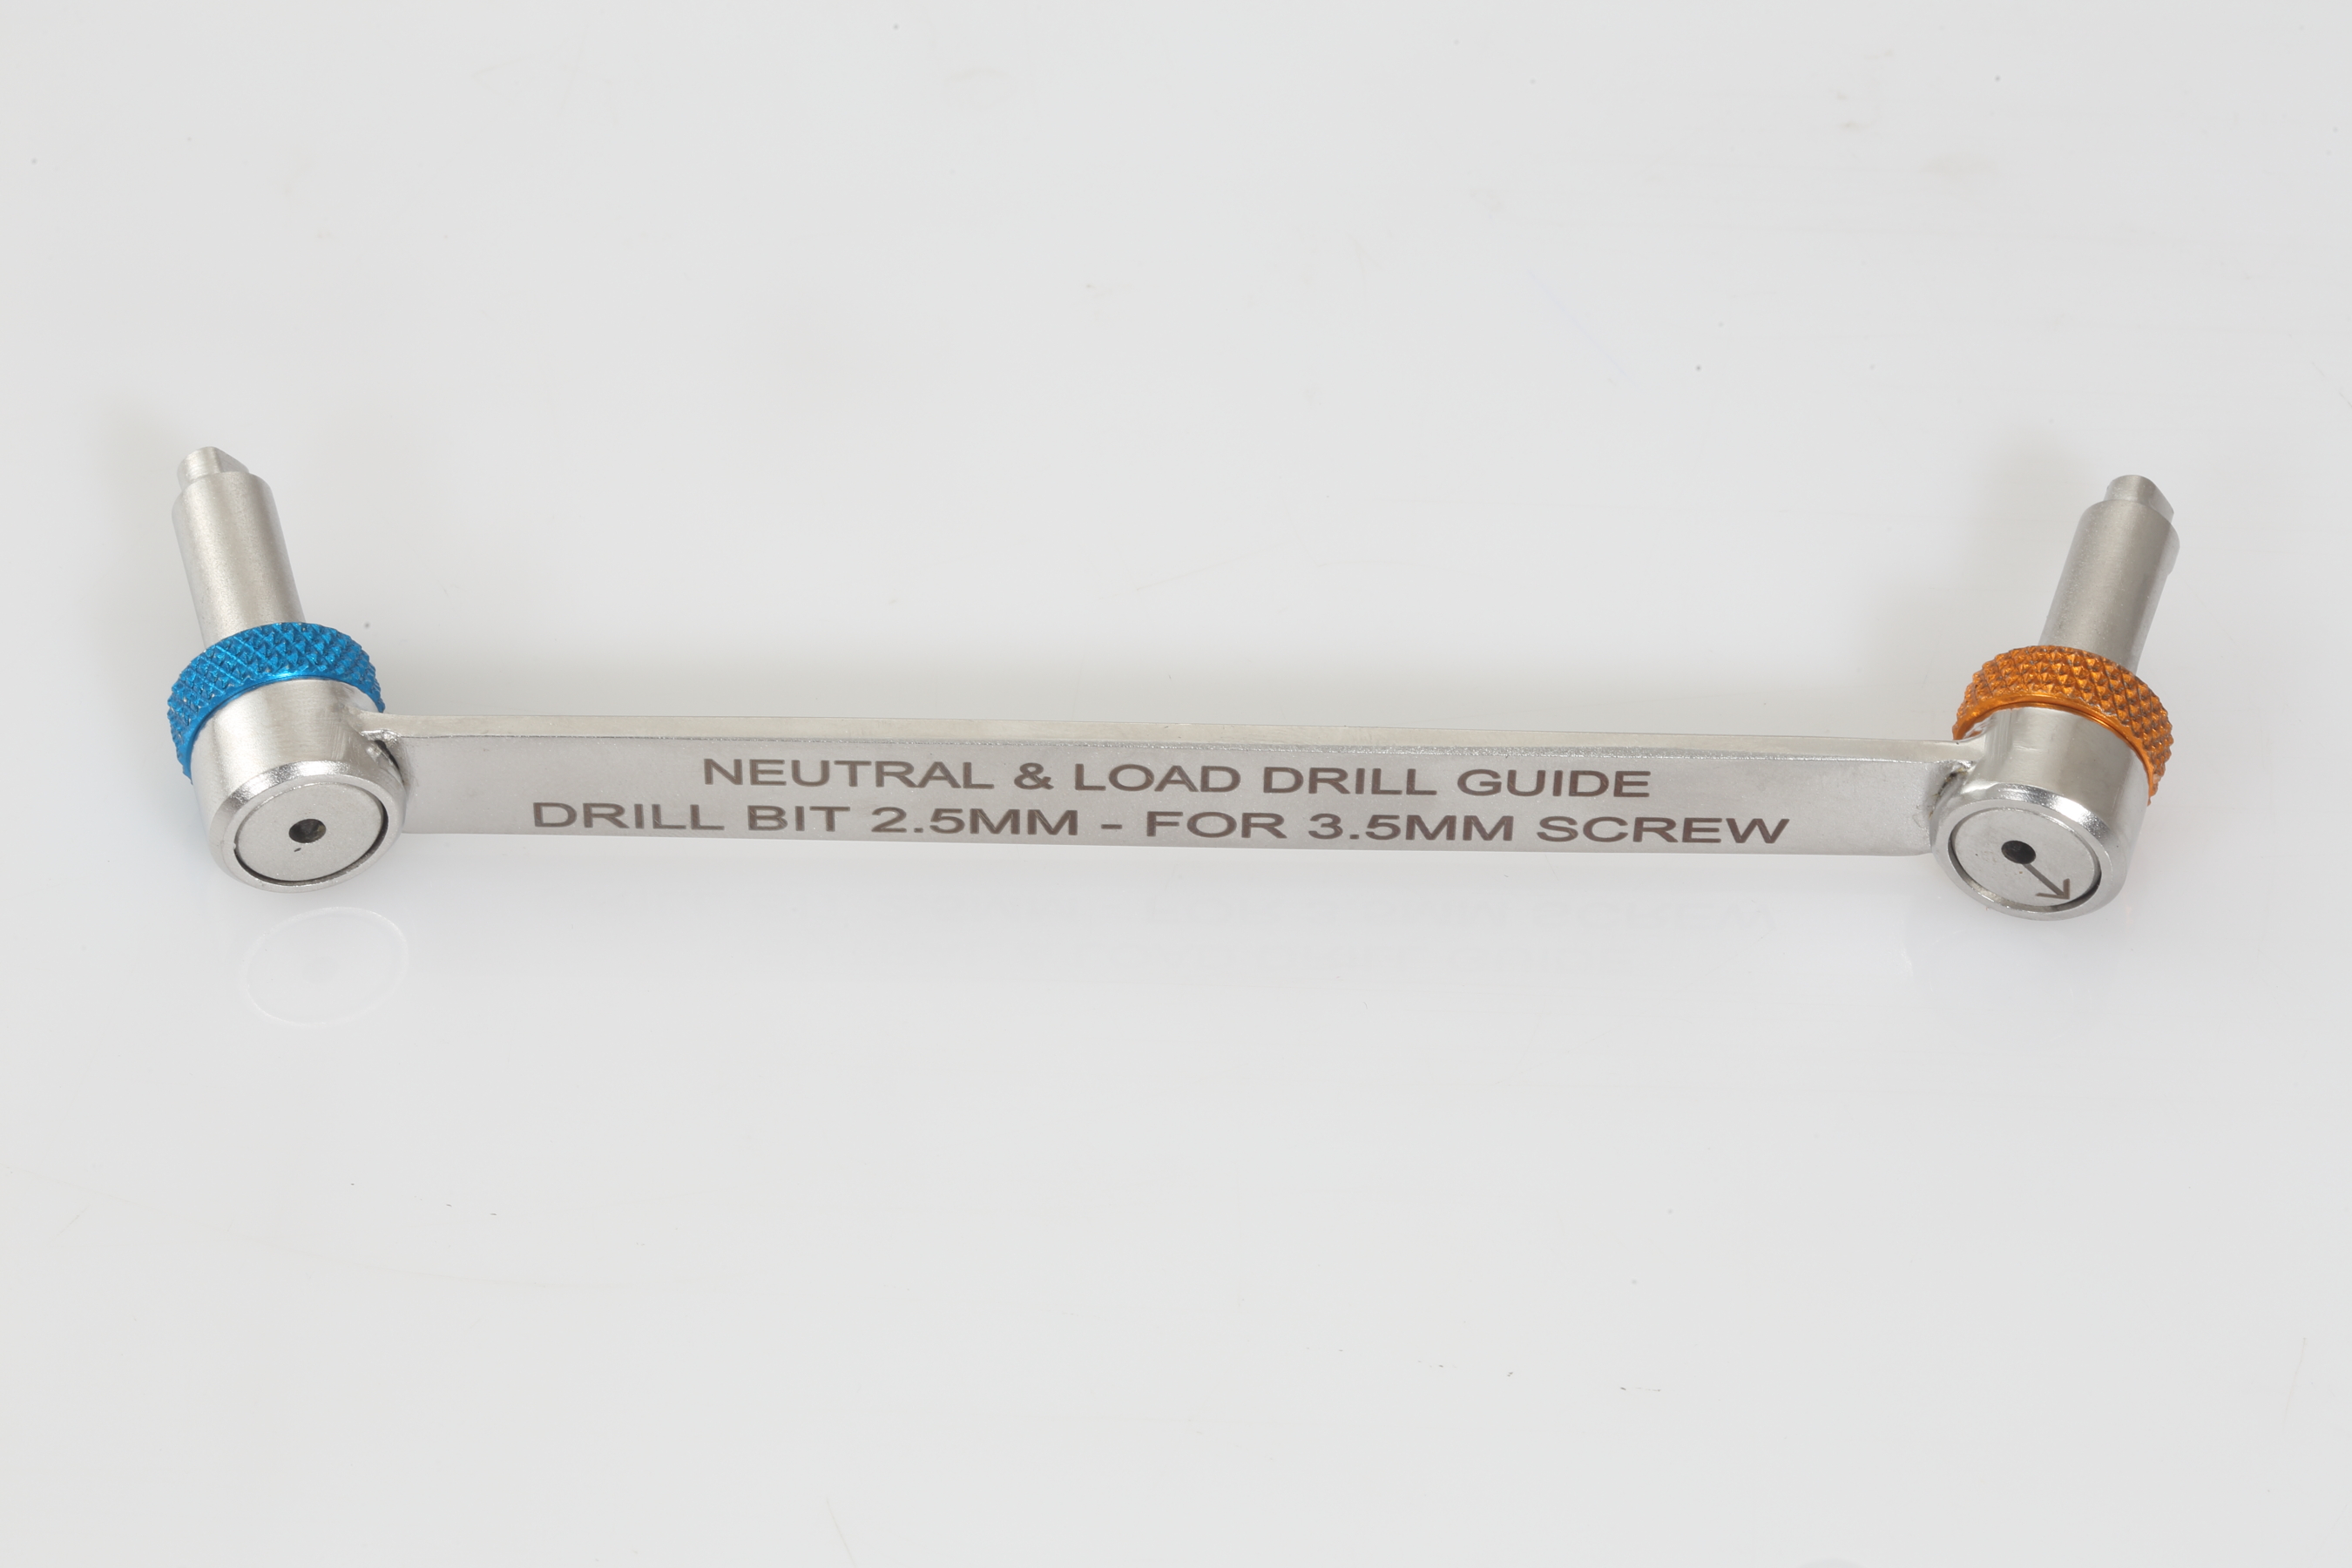 NEUTRAL & LOAD DRILL GUIDE
DRILL BIT 2.5MM - FOR 3.5MM SCREW